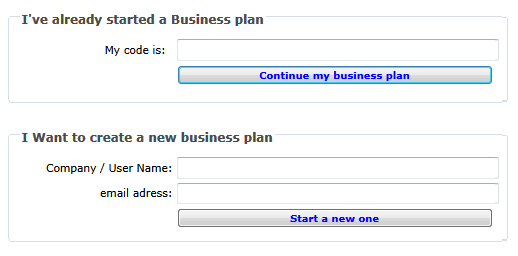 I've already started a Business plan
My code is:
Continue my business plan
I Want to create a new business plan
Company / User Name:
email adress:
Start a new one